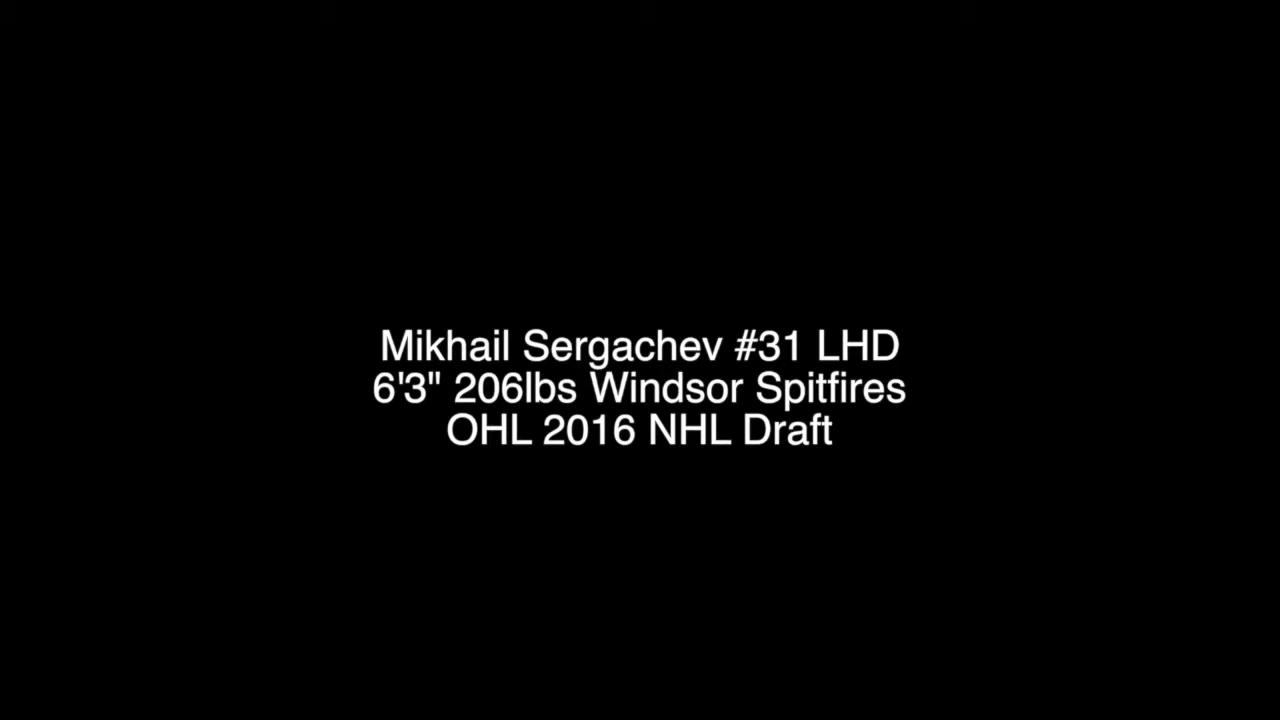 Mikhail Sergachev #31 LHD
6'3" 206lbs Windsor Spitfires
OHL 2016 NHL Draft